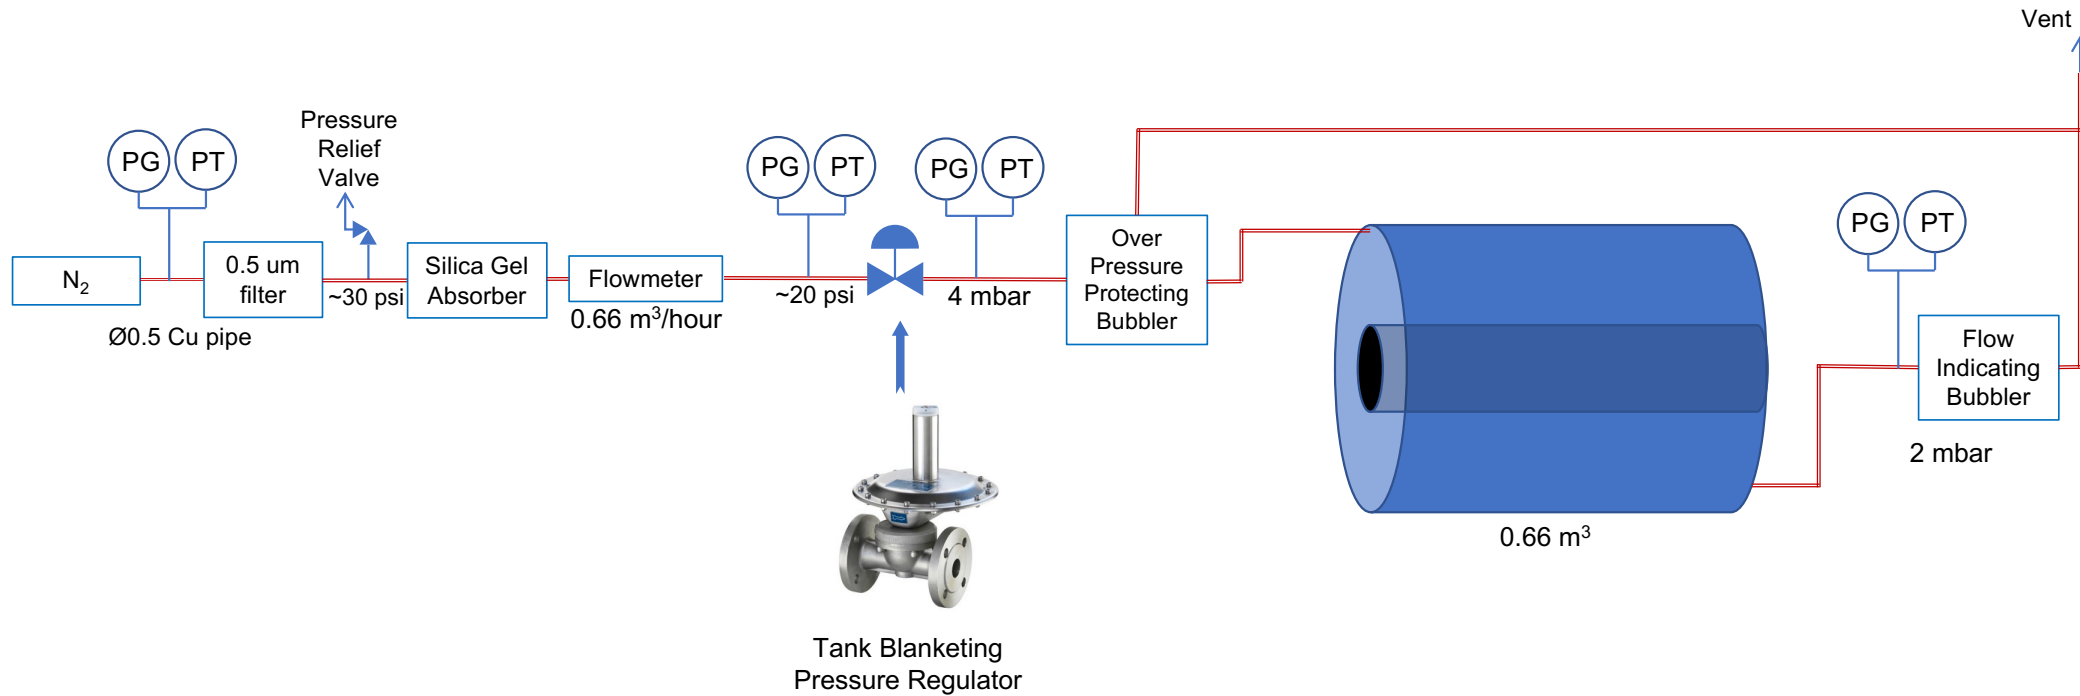 Vent
Pressure
Relief
Valve
PG
PT
PG
PT
PG
PT
PG
PT
N₂
0.5 um
filter
~30 psi
Silica Gel
Absorber
Flowmeter
0.66 m³/hour
~20 psi
4 mbar
Over
Pressure
Protecting
Bubbler
Flow
Indicating
Bubbler
Ø0.5 Cu pipe
2 mbar
0.66 m³
Tank Blanketing
Pressure Regulator